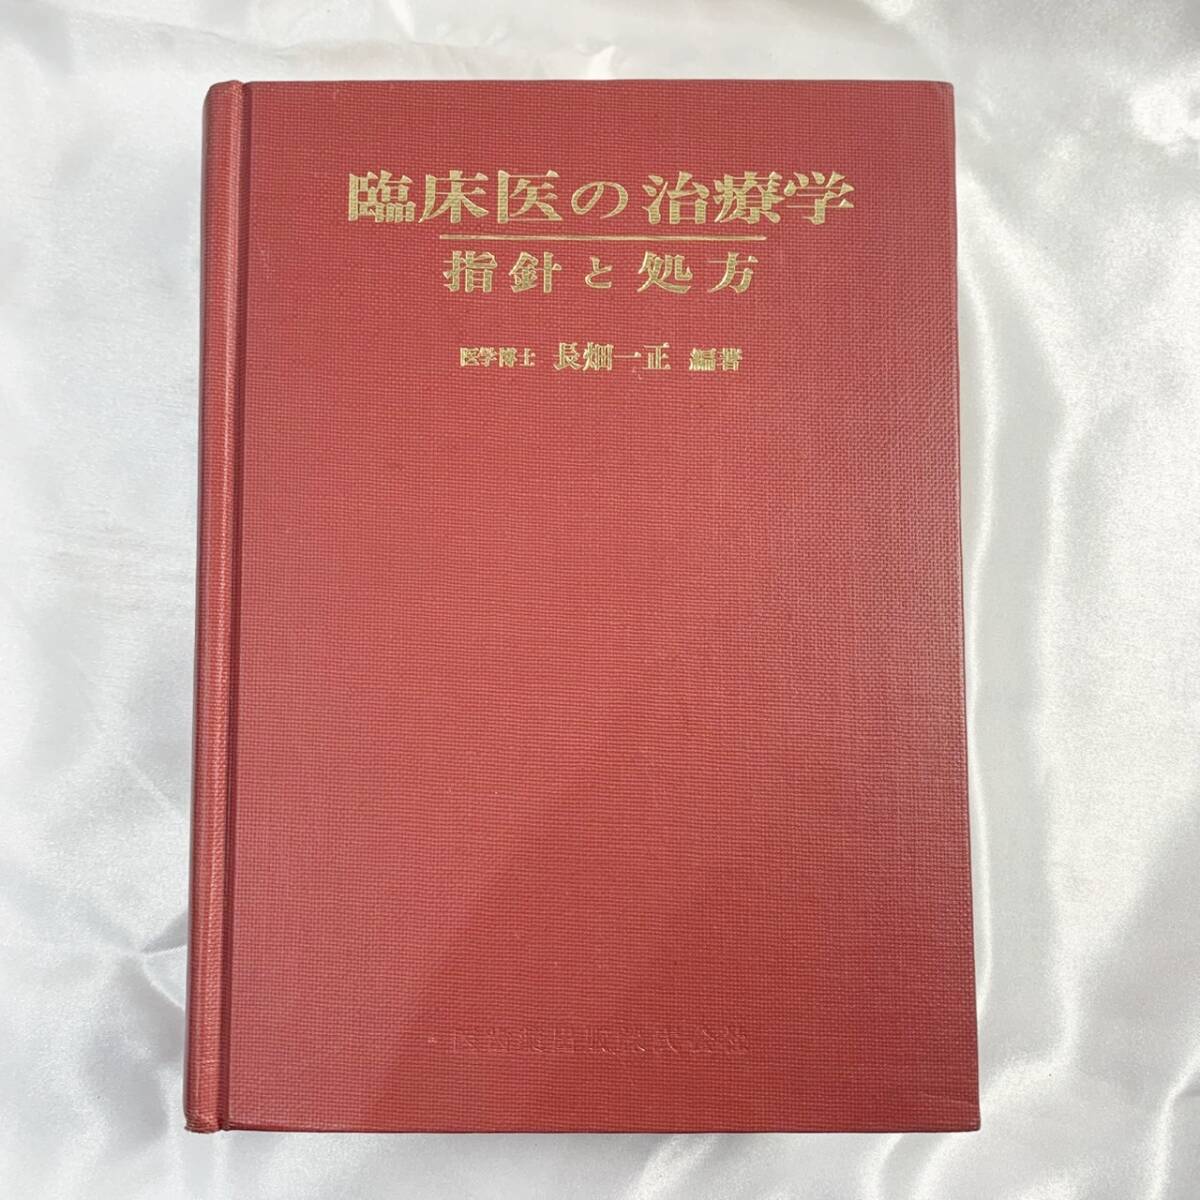 臨床医の治療学
指針と処方
医学博士 長畑一正 編著